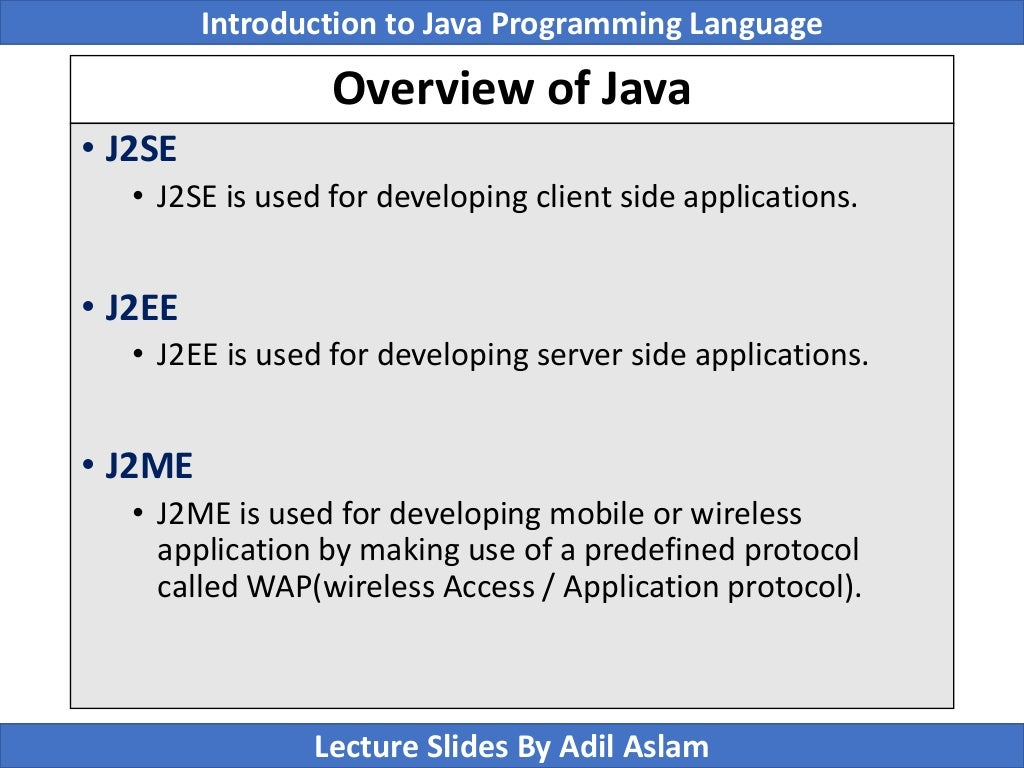 Introduction to Java Programming Language
Overview of Java
• J2SE
• J2SE is used for developing client side applications.
• J2EE
• J2EE is used for developing server side applications.
• J2ME
• J2ME is used for developing mobile or wireless
application by making use of a predefined protocol
called WAP(wireless Access / Application protocol).
Lecture Slides By Adil Aslam